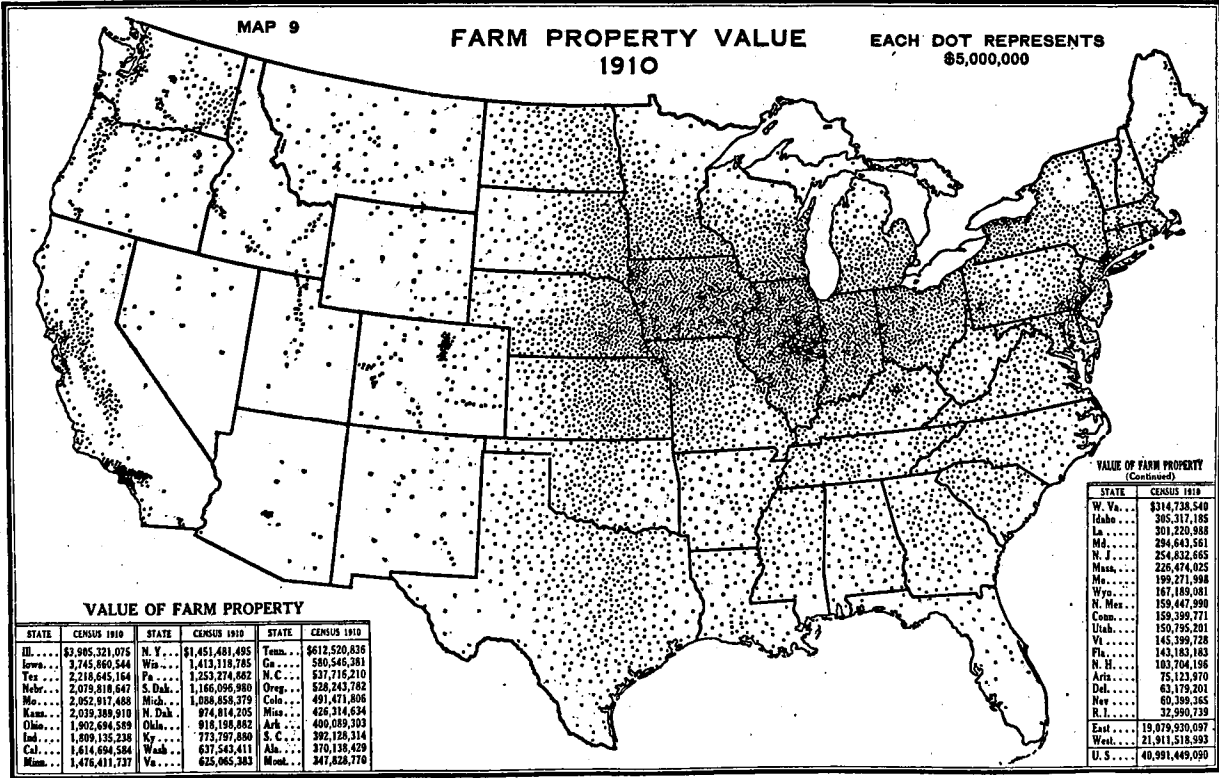 MAP 9
FARM PROPERTY VALUE
1910
EACH DOT REPRESENTS
$5,000,000
VALUE OF FARM PROPERTY
STATE CENSUS 1910 STATE CENSUS 1910 STATE CENSUS 1910
Ill...... $3,905,321,075 N. Y... $1,451,481,495 Tenn.... $612,520,836
Iowa.... 3,745,860,544 Wis.... 1,413,118,785 Ga..... 580,546,381
Tex..... 2,218,645,164 Pa..... 1,253,274,862 N. C.... 537,716,210
Nebr.... 2,079,818,647 S. Dak.. 1,166,096,980 Oreg.... 528,243,782
Mo..... 2,052,917,488 Mich... 1,088,858,379 Colo.... 491,471,806
Kans.... 2,039,389,910 N. Dak. 974,814,205 Miss.... 426,314,634
Ohio.... 1,902,694,589 Okla... 918,198,882 Ark.... 400,089,303
Ind..... 1,809,135,238 Ky..... 773,797,880 S. C.... 392,128,314
Cal..... 1,614,694,584 Wash... 637,543,411 Ala..... 370,138,429
Minn.... 1,476,411,737 Va..... 625,065,383 Mont... 347,828,770
VALUE OF FARM PROPERTY
(Continued)
STATE CENSUS 1910
W. Va... $314,738,540
Idaho.... 305,317,185
La...... 301,220,988
Md..... 294,643,561
N. J..... 254,832,665
Mass.... 226,474,025
Me..... 199,271,998
Wyo.... 167,189,081
N. Mex.. 159,447,990
Conn.... 159,399,771
Utah.... 150,795,201
Vt...... 145,399,728
Fla..... 143,183,183
N. H.... 103,704,196
Ariz.... 75,123,970
Del..... 63,179,201
Nev.... 60,399,365
R. I..... 32,990,739
East.... 19,079,930,097
West.... 21,911,518,993
U. S.... 40,991,449,090